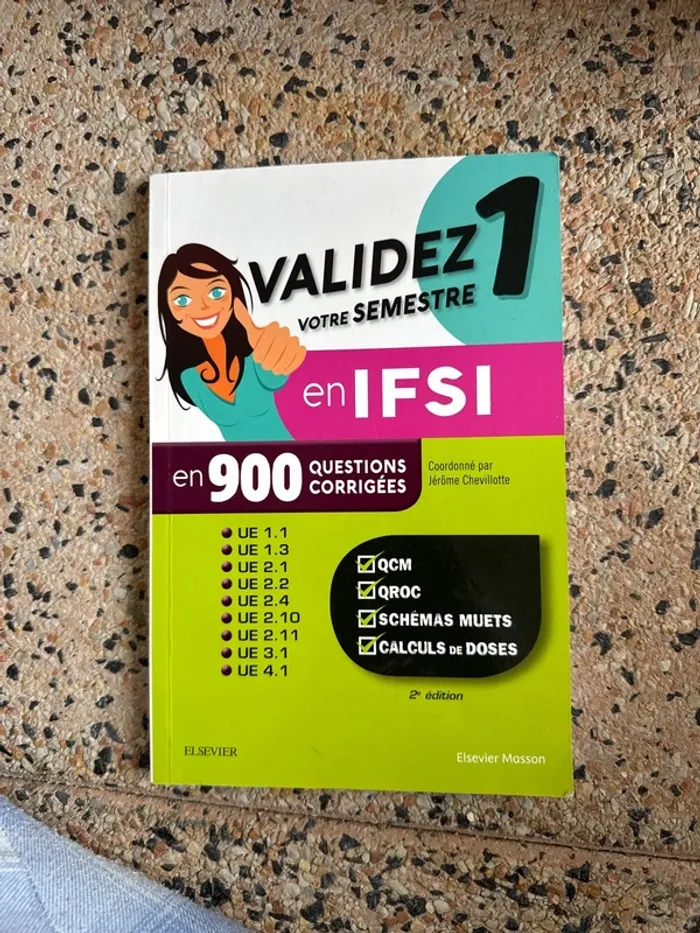 VALIDEZ 1
VOTRE SEMESTRE
en IFSI
en 900 QUESTIONS
CORRIGÉES
Coordonné par
Jérôme Chevillotte
UE 1.1
UE 1.3
UE 2.1
UE 2.2
UE 2.4
UE 2.10
UE 2.11
UE 3.1
UE 4.1
QCM
QROC
SCHÉMAS MUETS
CALCULS DE DOSES
2e édition
ELSEVIER
Elsevier Masson